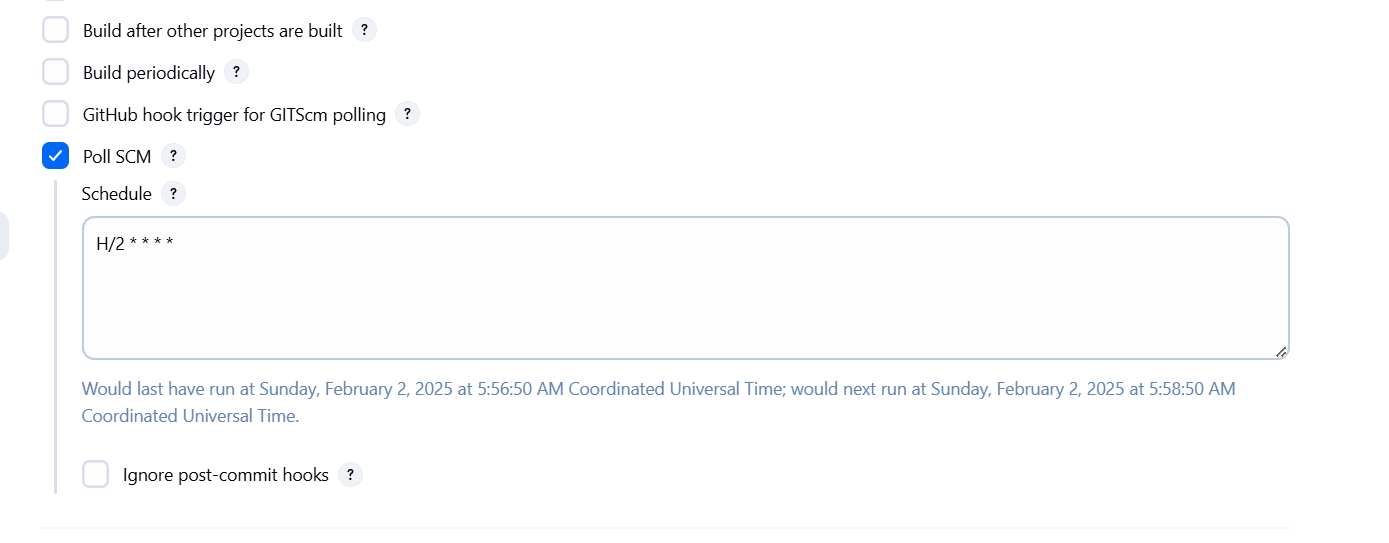 Build after other projects are built ?
Build periodically ?
GitHub hook trigger for GITScm polling ?
Poll SCM ?
Schedule ?
H/2 * * * *
Would last have run at Sunday, February 2, 2025 at 5:56:50 AM Coordinated Universal Time; would next run at Sunday, February 2, 2025 at 5:58:50 AM
Coordinated Universal Time.
Ignore post-commit hooks ?